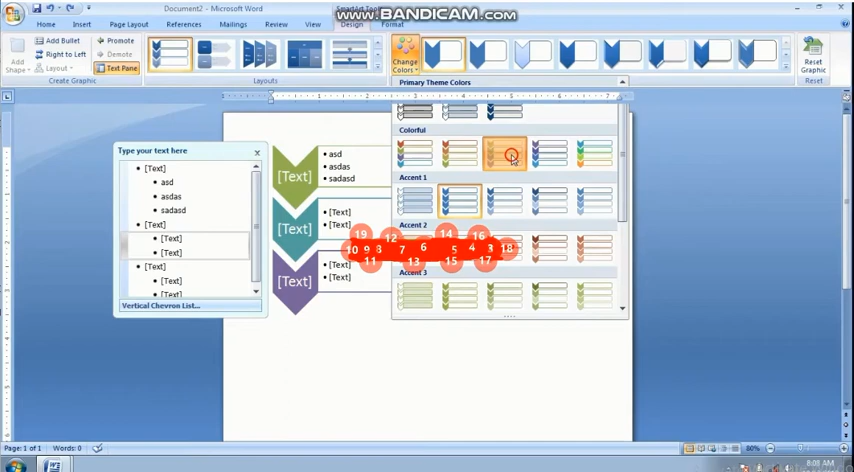 Document2 - Microsoft Word
SmartArt Tools
WWW.BANDICAM.COM
Home Insert Page Layout References Mailings Review View Design Format
Add Shape
Add Bullet
Right to Left
Layout
Promote
Demote
Text Pane
Create Graphic
Layouts
Change Colors
Reset Graphic
Reset
Primary Theme Colors
Colorful
Accent 1
Accent 2
Accent 3
Type your text here
[Text]
asd
asdas
sadasd
[Text]
[Text]
[Text]
[Text]
[Text]
[Text]
Vertical Chevron List...
[Text]
asd
asdas
sadasd
[Text]
[Text]
[Text]
[Text]
[Text]
[Text]
19 12 14 16
10 9 8 7 6 5 4 3 18
11 13 15 17
Page: 1 of 1 Words: 0
80%
8:08 AM